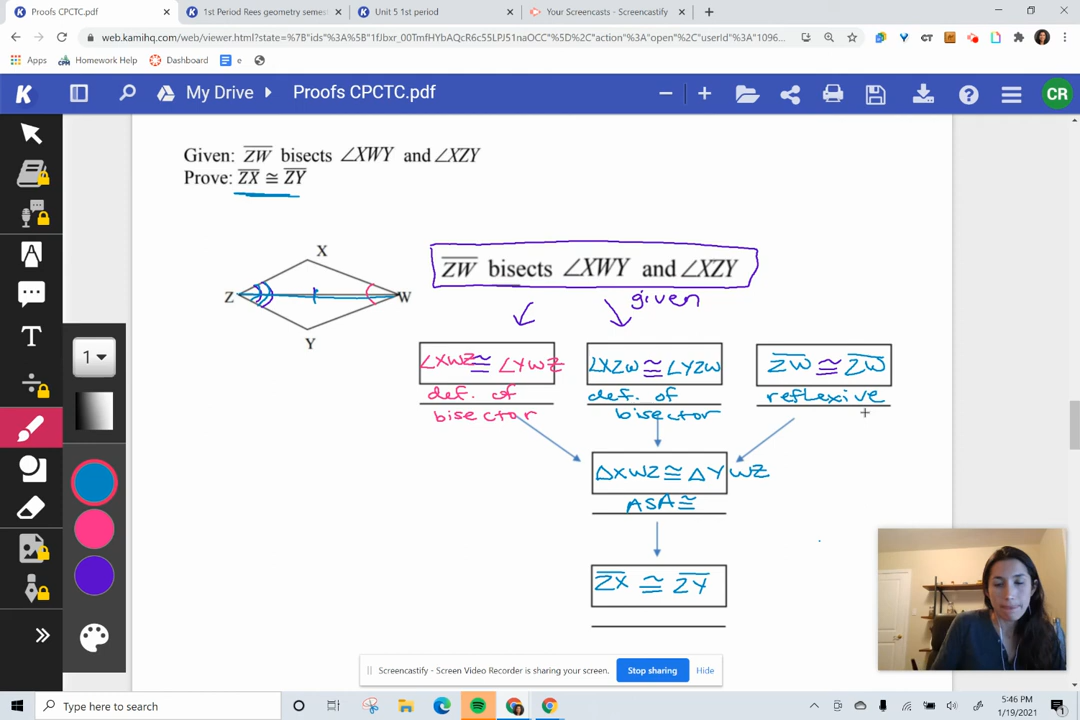 Proofs CPCTC.pdf
1st Period Rees geometry semes
Unit 5 1st period
Your Screencasts - Screencastify
web.kamihq.com/web/viewer.html?state=%7B"ids"%3A%5B"1fJbxr_00TmfHYbAQcR6c55LPJ51naOCC"%5D%2C"action"%3A"open"%2C"userId"%3A"1096...
Apps
CPM Homework Help
Dashboard
e
K
My Drive
Proofs CPCTC.pdf
CR
Given: ZW bisects ∠XWY and ∠XZY
Prove: ZX ≅ ZY
X
Z
W
Y
ZW bisects ∠XWY and ∠XZY
given
∠XWZ ≅ ∠YWZ
def. of
bisector
∠XZW ≅ ∠YZW
def. of
bisector
ZW ≅ ZW
reflexive
△XWZ ≅ △YWZ
ASA ≅
ZX ≅ ZY
T
1
Screencastify - Screen Video Recorder is sharing your screen.
Stop sharing
Hide
Type here to search
5:46 PM
1/19/2021